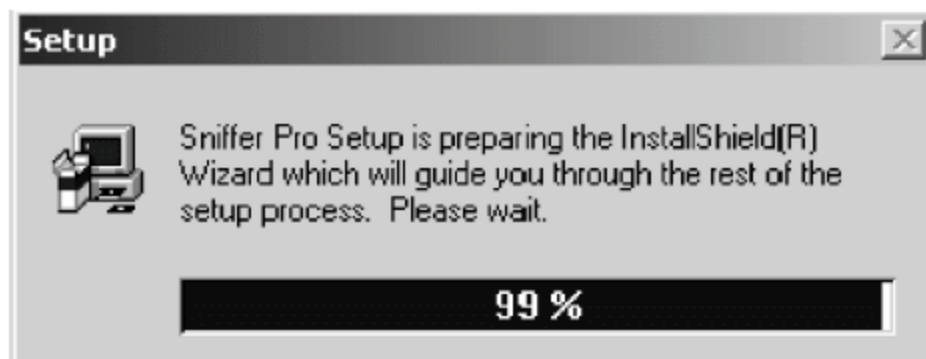 Setup
Sniffer Pro Setup is preparing the InstallShield(R)
Wizard which will guide you through the rest of the
setup process.  Please wait.
99 %